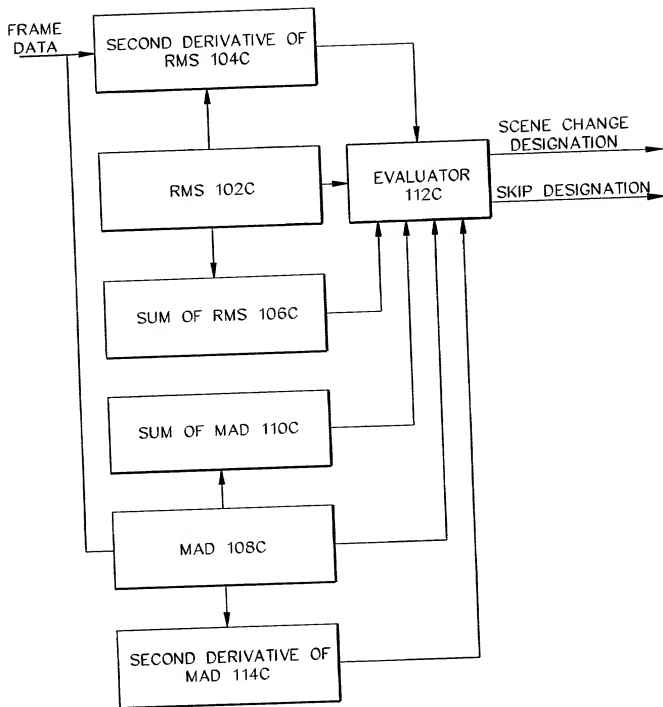 FRAME
DATA
SECOND DERIVATIVE OF
RMS 104C
RMS 102C
SCENE CHANGE
DESIGNATION
EVALUATOR
112C
SKIP DESIGNATION
SUM OF RMS 106C
SUM OF MAD 110C
MAD 108C
SECOND DERIVATIVE OF
MAD 114C